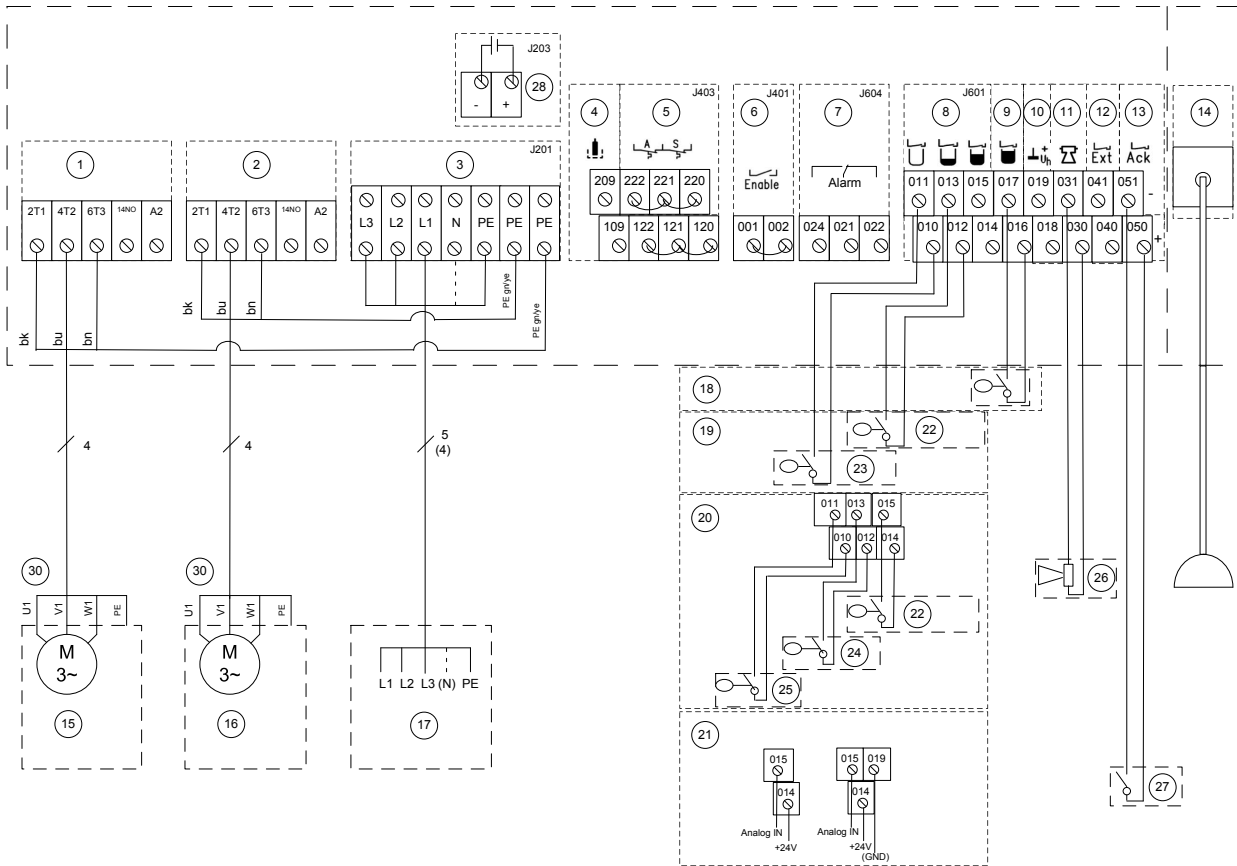 J203
28
- +
4 5 J403
6 J401
7 J604
8 J601 9 10 11 12 13
14
1
2
3 J201
A S
Enable
Alarm
+
Uh
Ext
Ack
2T1 4T2 6T3 14NO A2
2T1 4T2 6T3 14NO A2
L3 L2 L1 N PE PE PE
209 222 221 220
109 122 121 120
001 002
024 021 022
011 013 015 017 019 031 041 051 -
010 012 014 016 018 030 040 050 +
bk bu bn
bk bu bn
PE gn/ye
PE gn/ye
18
19
22
23
4
4
5
(4)
20
011 013 015
010 012 014
30
30
26
U1 V1 W1 PE
U1 V1 W1 PE
22
24
25
M
3~
M
3~
L1 L2 L3 (N) PE
15
16
17
21
27
015
014
015 019
014
Analog IN
+24V
Analog IN
+24V
(GND)